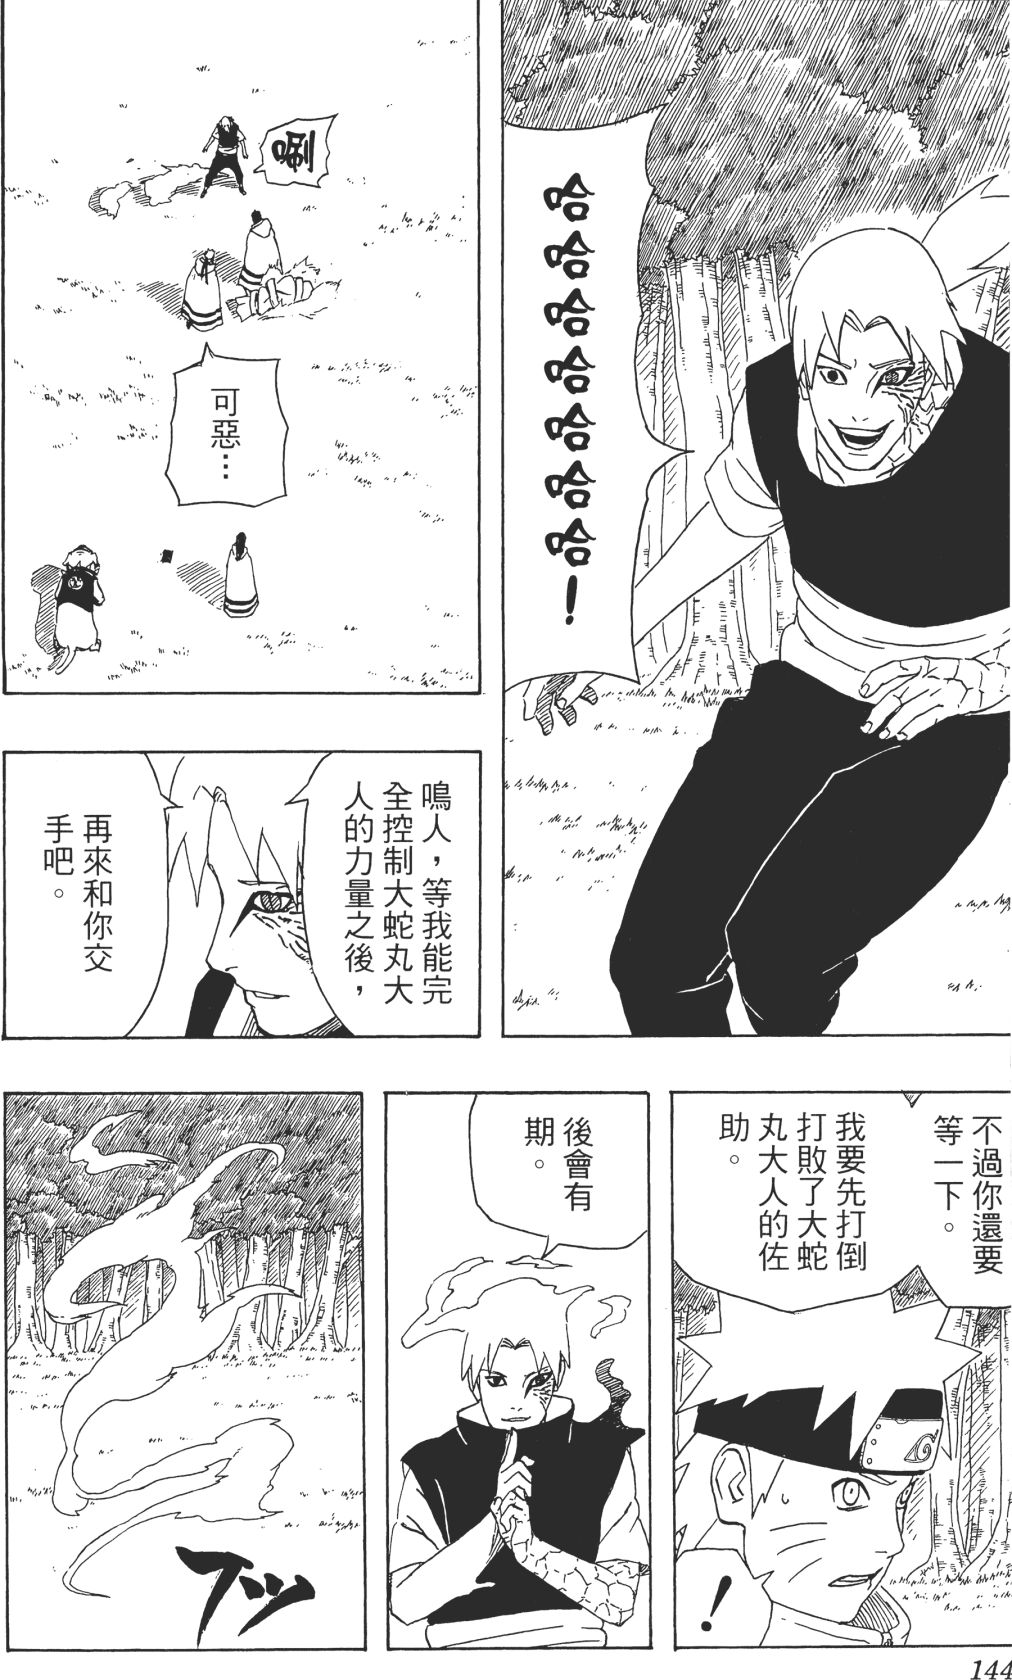 哈哈哈哈哈哈哈！
唰
可惡…
鳴人，等我能完
全控制大蛇丸大
人的力量之後，
再來和你交
手吧。
不過你還要
等一下。
我要先打倒
打敗了大蛇
丸大人的佐
助。
！
後會有
期。
フッ
144